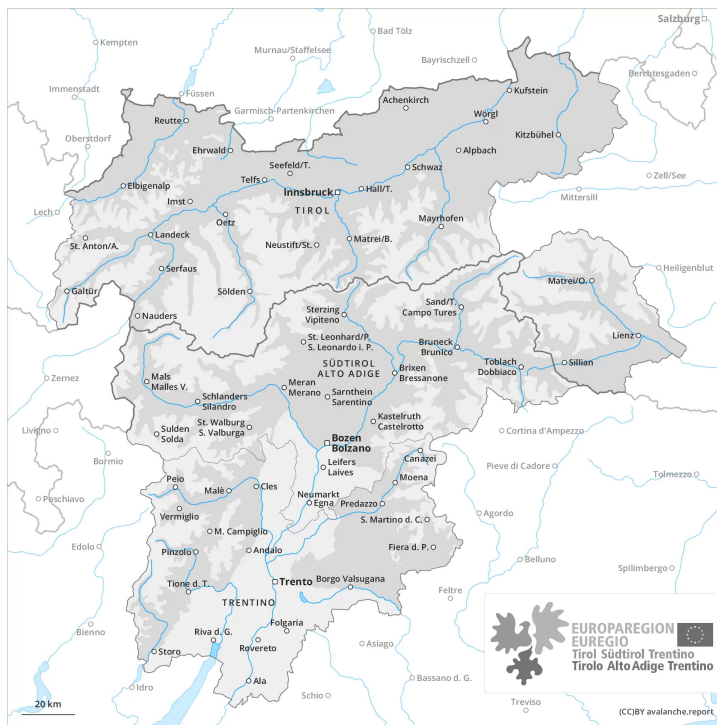 Salzburg
Kempten
Bad Tölz
Murnau/Staffelsee
Bayrischzell
Berchtesgaden
Immenstadt
Füssen
Garmisch-Partenkirchen
Achenkirch
Kufstein
Reutte
Wörgl
Oberstdorf
Kitzbühel
Ehrwald
Alpbach
Seefeld/T.
Schwaz
Telfs
Zell/See
Elbigenalp
Innsbruck
Hall/T.
Mittersill
Imst
TIROL
Lech
Oetz
Mayrhofen
Landeck
Matrei/B.
St. Anton/A.
Neustift/St.
Serfaus
Heiligenblut
Matrei/O.
Galtür
Sölden
Sand/T.
Campo Tures
Nauders
Sterzing
Vipiteno
Lienz
St. Leonhard/P.
S. Leonardo i. P.
Bruneck
Brunico
Toblach
Dobbiaco
Sillian
SÜDTIROL
ALTO ADIGE
Brixen
Bressanone
Zernez
Mals
Malles V.
Meran
Merano
Schlanders
Silandro
Sarnthein
Sarentino
St. Walburg
S. Valburga
Kastelruth
Castelrotto
Livigno
Sulden
Solda
Cortina d'Ampezzo
Bozen
Bolzano
Bormio
Canazei
Pieve di Cadore
Leifers
Laives
Tolmezzo
Poschiavo
Peio
Malè
Cles
Moena
Neumarkt
Egna
Predazzo
Vermiglio
Agordo
S. Martino d. C.
M. Campiglio
Edolo
Pinzolo
Andalo
Fiera d. P.
Belluno
Spilimbergo
Tione d. T.
Trento
Borgo Valsugana
Feltre
TRENTINO
Bienno
Folgaria
Riva d. G.
Rovereto
Asiago
Storo
Ala
Bassano d. G.
Idro
Schio
Treviso
EUROPAREGION
EUREGIO
Tirol Südtirol Trentino
Tirolo Alto Adige Trentino
20 km
(CC)BY avalanche.report